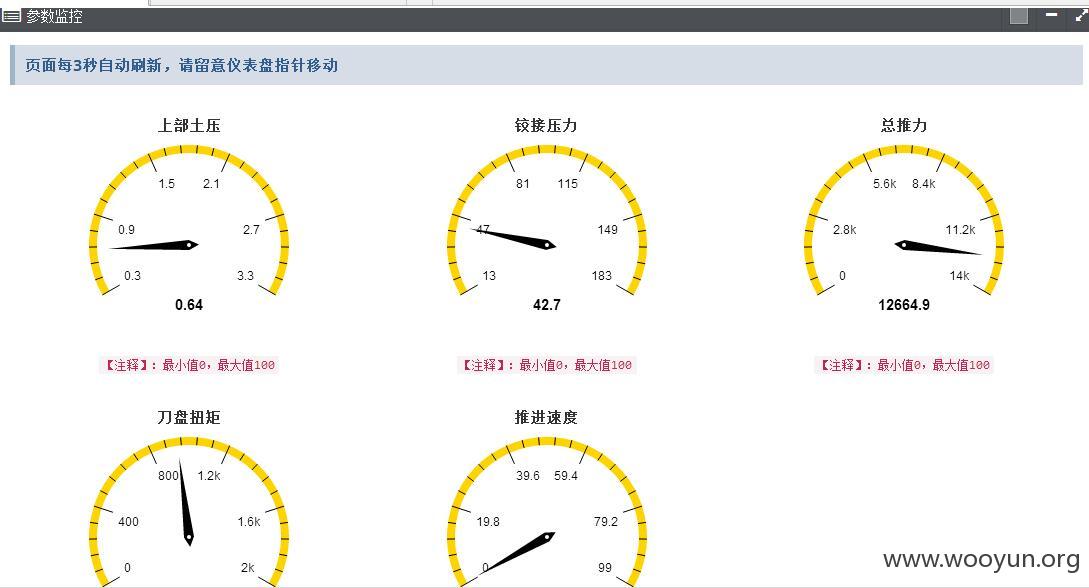 参数监控
页面每3秒自动刷新，请留意仪表盘指针移动
上部土压
铰接压力
总推力
1.5 2.1
81 115
5.6k 8.4k
0.9 2.7
47 149
2.8k 11.2k
0.3 3.3
13 183
0 14k
0.64
42.7
12664.9
【注释】：最小值0，最大值100
【注释】：最小值0，最大值100
【注释】：最小值0，最大值100
刀盘扭矩
推进速度
800 1.2k
39.6 59.4
400 1.6k
19.8 79.2
0 2k
0 99
www.wooyun.org